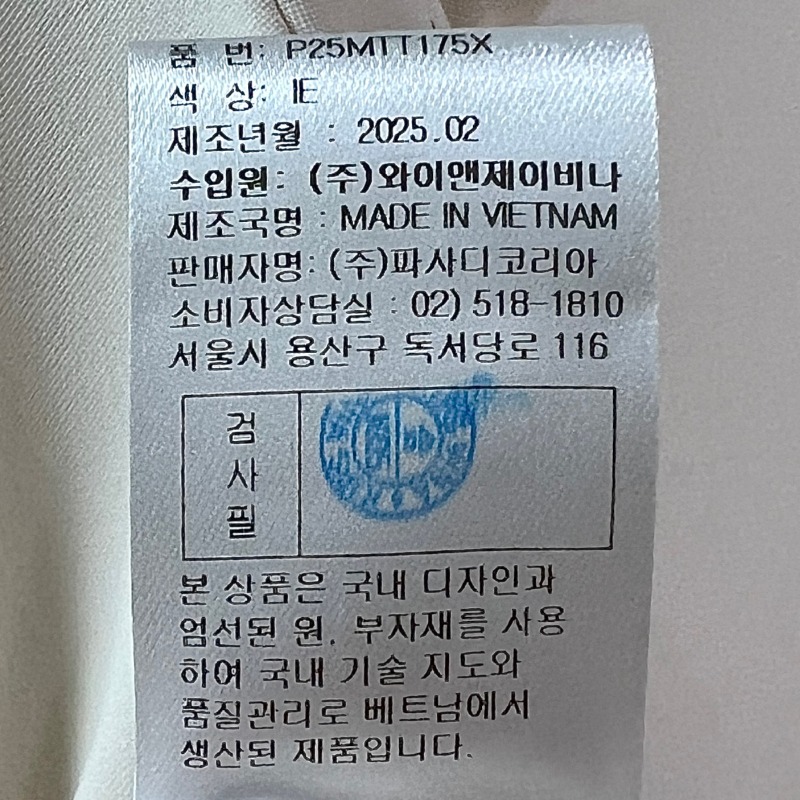 품 번: P25MTT175X
색 상: IE
제조년월 : 2025.02
수입원: (주)와이앤제이비나
제조국명 : MADE IN VIETNAM
판매자명: (주)파사디코리아
소비자상담실 : 02) 518-1810
서울시 용산구 독서당로 116
검
사
필
본 상품은 국내 디자인과
엄선된 원, 부자재를 사용
하여 국내 기술 지도와
품질관리로 베트남에서
생산된 제품입니다.